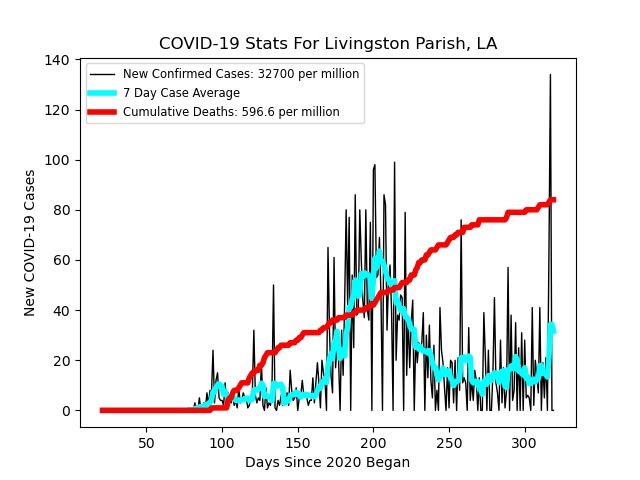 COVID-19 Stats For Livingston Parish, LA
New Confirmed Cases: 32700 per million
7 Day Case Average
Cumulative Deaths: 596.6 per million
New COVID-19 Cases
140
120
100
80
60
40
20
0
50 100 150 200 250 300
Days Since 2020 Began